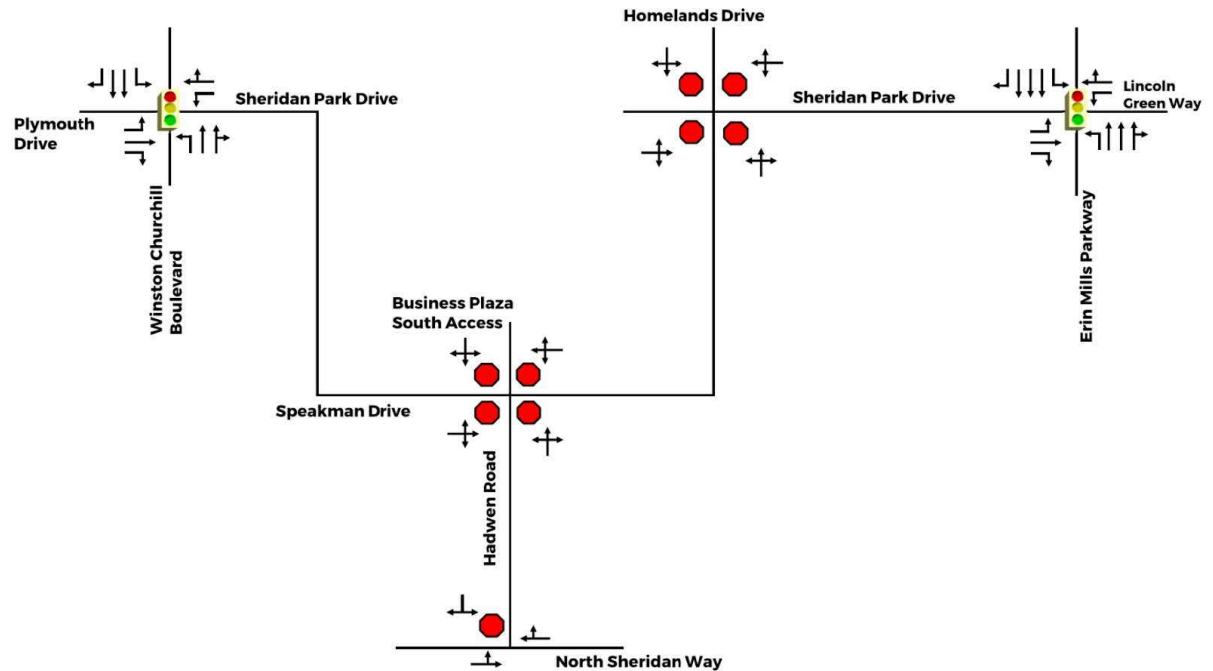 Homelands Drive
Sheridan Park Drive
Plymouth
Drive
Sheridan Park Drive
Lincoln
Green Way
Winston Churchill
Boulevard
Erin Mills Parkway
Business Plaza
South Access
Speakman Drive
Hadwen Road
North Sheridan Way